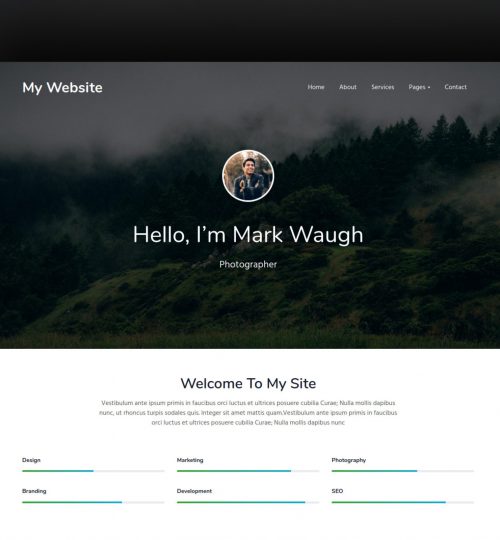 My Website
Home About Services Pages Contact
Hello, I'm Mark Waugh
Photographer
Welcome To My Site
Vestibulum ante ipsum primis in faucibus orci luctus et ultrices posuere cubilia Curae; Nulla mollis dapibus
nunc, ut rhoncus turpis sodales quis. Integer sit amet mattis quam.Vestibulum ante ipsum primis in faucibus
orci luctus et ultrices posuere cubilia Curae; Nulla mollis dapibus nunc
Design Marketing Photography
Branding Development SEO